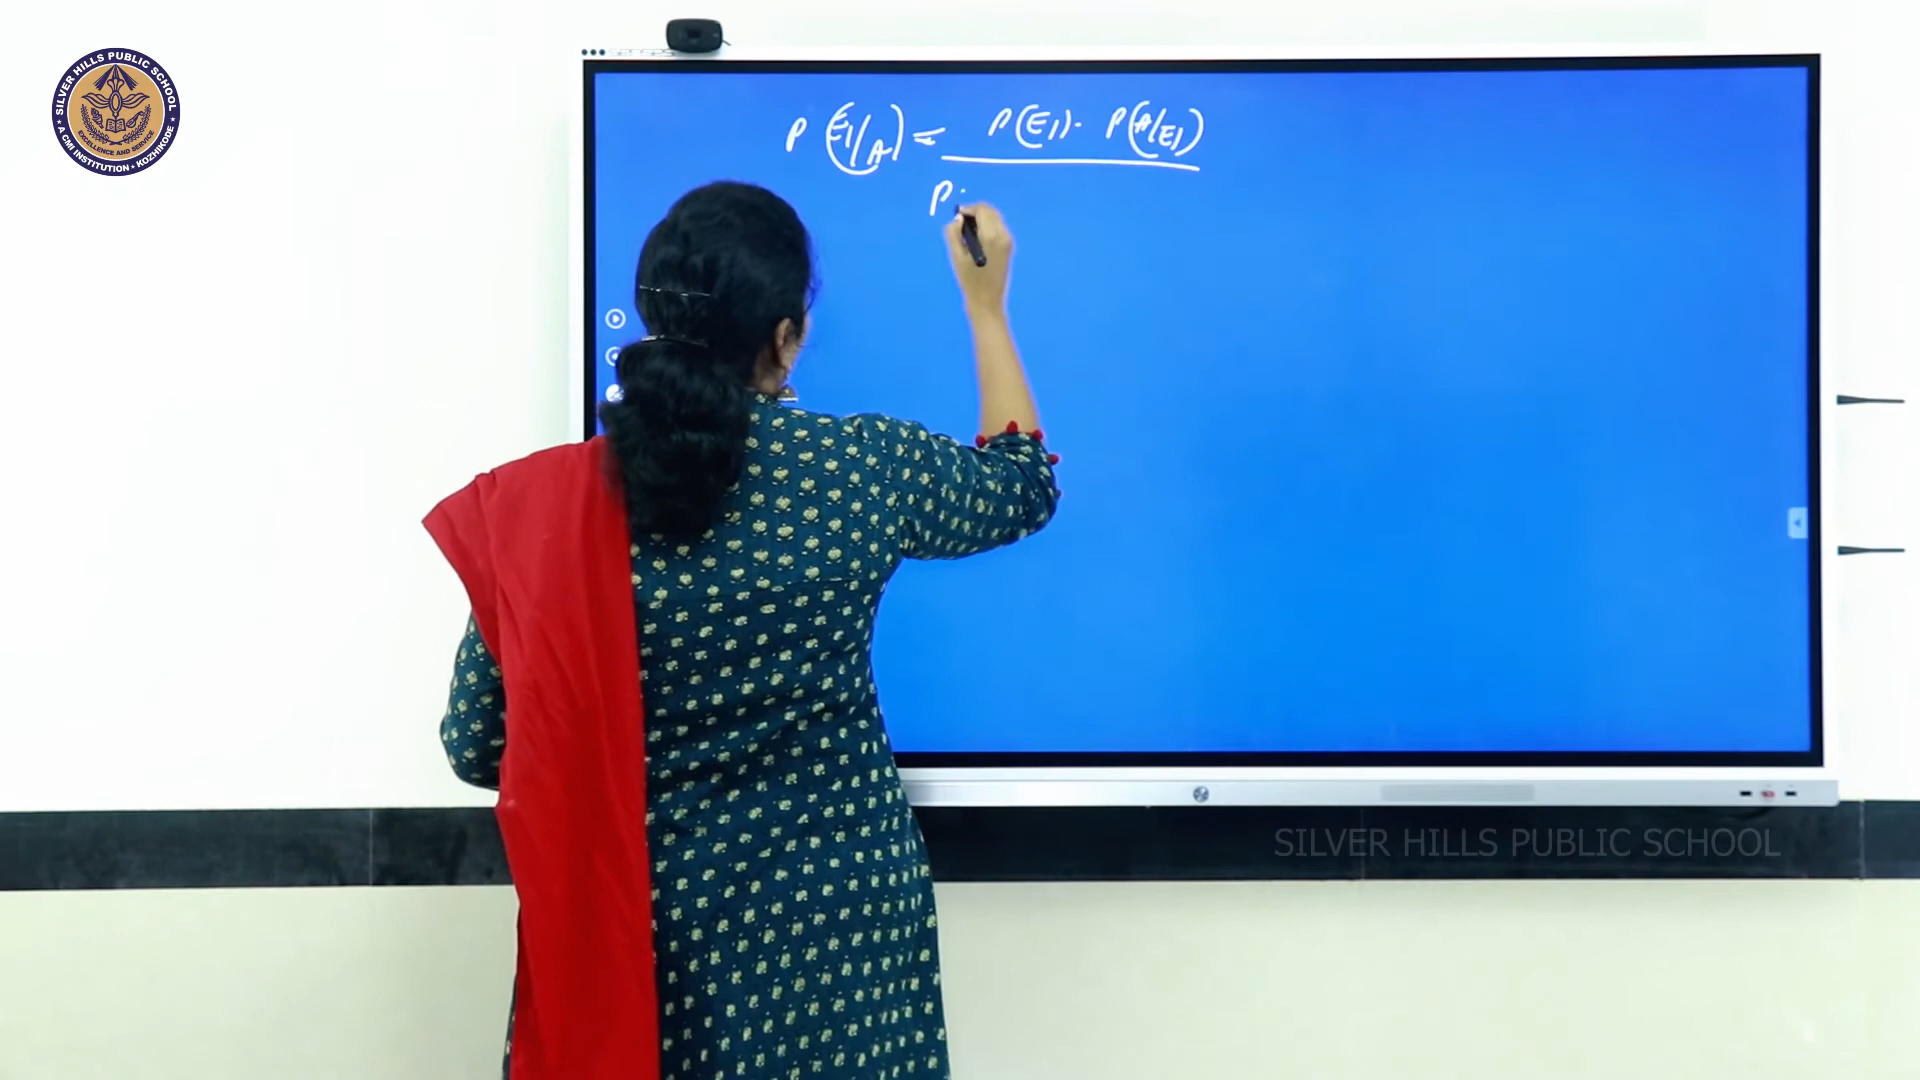 SILVER HILLS PUBLIC SCHOOL
EXCELLENCE AND SERVICE
★ A CMI INSTITUTION • KOZHIKODE ★
P (E1/A) = P(E1). P(A/E1)
P
SILVER HILLS PUBLIC SCHOOL